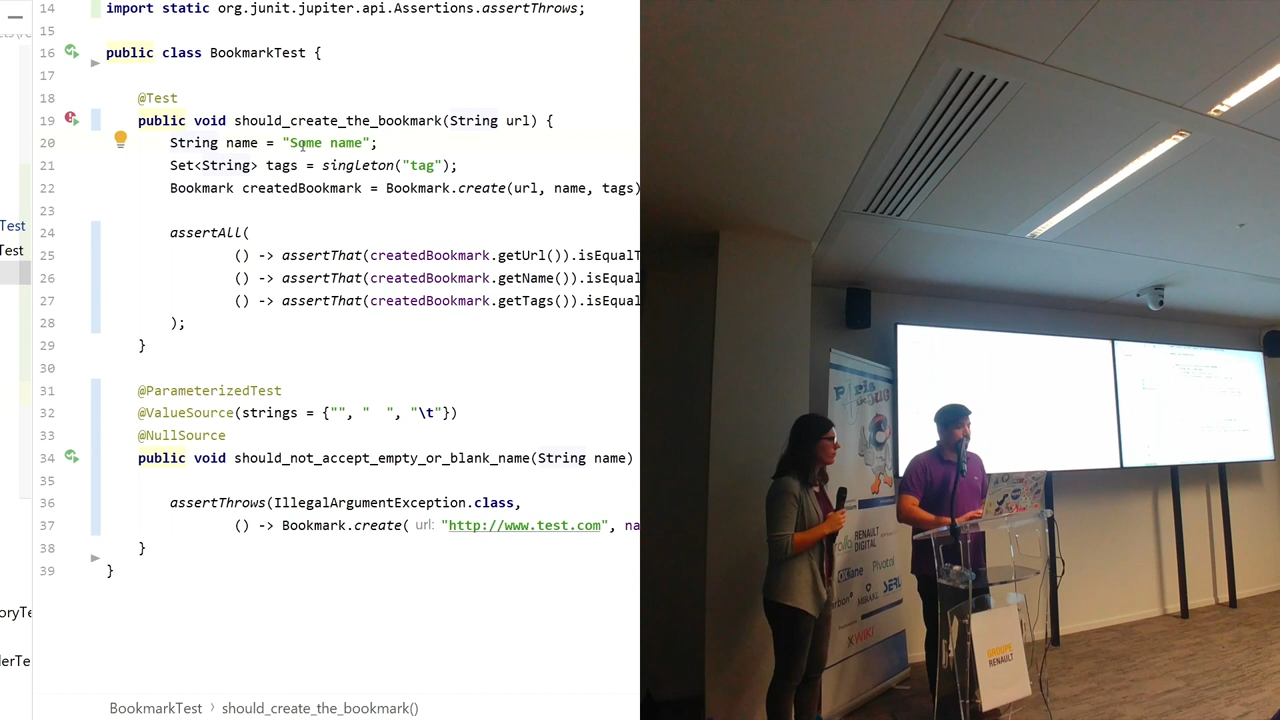 14 import static org.junit.jupiter.api.Assertions.assertThrows;
15
16 public class BookmarkTest {
17
18 @Test
19 public void should_create_the_bookmark(String url) {
20 String name = "Some name";
21 Set<String> tags = singleton("tag");
22 Bookmark createdBookmark = Bookmark.create(url, name, tags)
23
24 assertAll(
25 () -> assertThat(createdBookmark.getUrl()).isEqualT
26 () -> assertThat(createdBookmark.getName()).isEqua
27 () -> assertThat(createdBookmark.getTags()).isEqual
28 );
29 }
30
31 @ParameterizedTest
32 @ValueSource(strings = {"", "  ", "\t"})
33 @NullSource
34 public void should_not_accept_empty_or_blank_name(String name)
35
36 assertThrows(IllegalArgumentException.class,
37 () -> Bookmark.create( url: "http://www.test.com", na
38 }
39 }
Test
Test
oryTe
lerTe
BookmarkTest > should_create_the_bookmark()
RENAULT
DIGITAL
Pivotal
MIRAKL
XWIKI
GROUPE
RENAULT